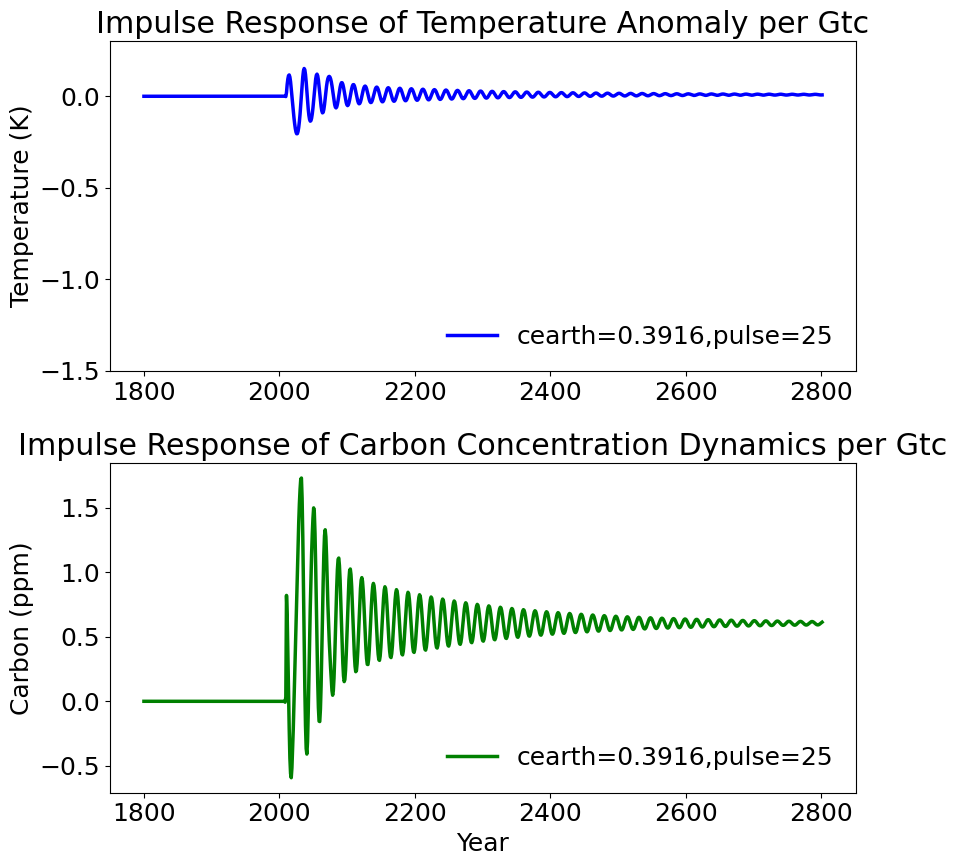 Impulse Response of Temperature Anomaly per Gtc
Temperature (K)
0.0
−0.5
−1.0
−1.5
cearth=0.3916,pulse=25
1800 2000 2200 2400 2600 2800
Impulse Response of Carbon Concentration Dynamics per Gtc
Carbon (ppm)
1.5
1.0
0.5
0.0
−0.5
cearth=0.3916,pulse=25
1800 2000 2200 2400 2600 2800
Year